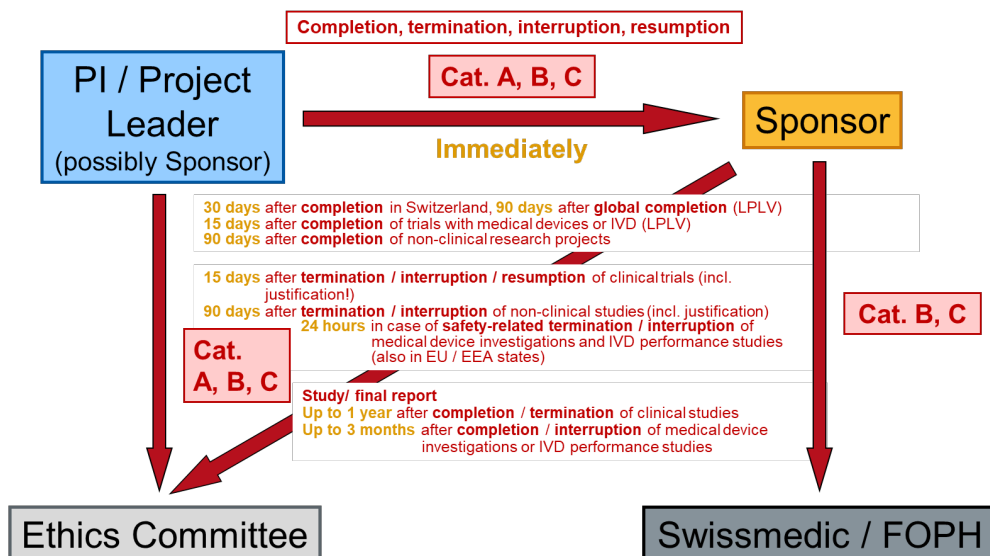 Completion, termination, interruption, resumption
PI / Project
Leader
(possibly Sponsor)
Cat. A, B, C
Immediately
Sponsor
30 days after completion in Switzerland, 90 days after global completion (LPLV)
15 days after completion of trials with medical devices or IVD (LPLV)
90 days after completion of non-clinical research projects
15 days after termination / interruption / resumption of clinical trials (incl.
justification!)
90 days after termination / interruption of non-clinical studies (incl. justification)
24 hours in case of safety-related termination / interruption of
medical device investigations and IVD performance studies
(also in EU / EEA states)
Cat. B, C
Cat.
A, B, C
Study/ final report
Up to 1 year after completion / termination of clinical studies
Up to 3 months after completion / interruption of medical device
investigations or IVD performance studies
Ethics Committee
Swissmedic / FOPH